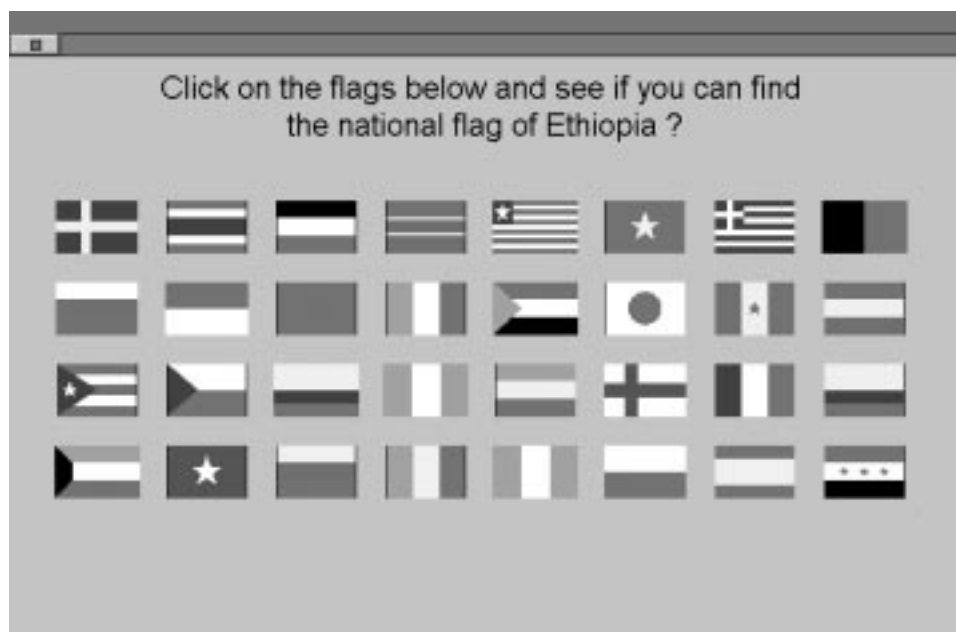 Click on the flags below and see if you can find
the national flag of Ethiopia ?